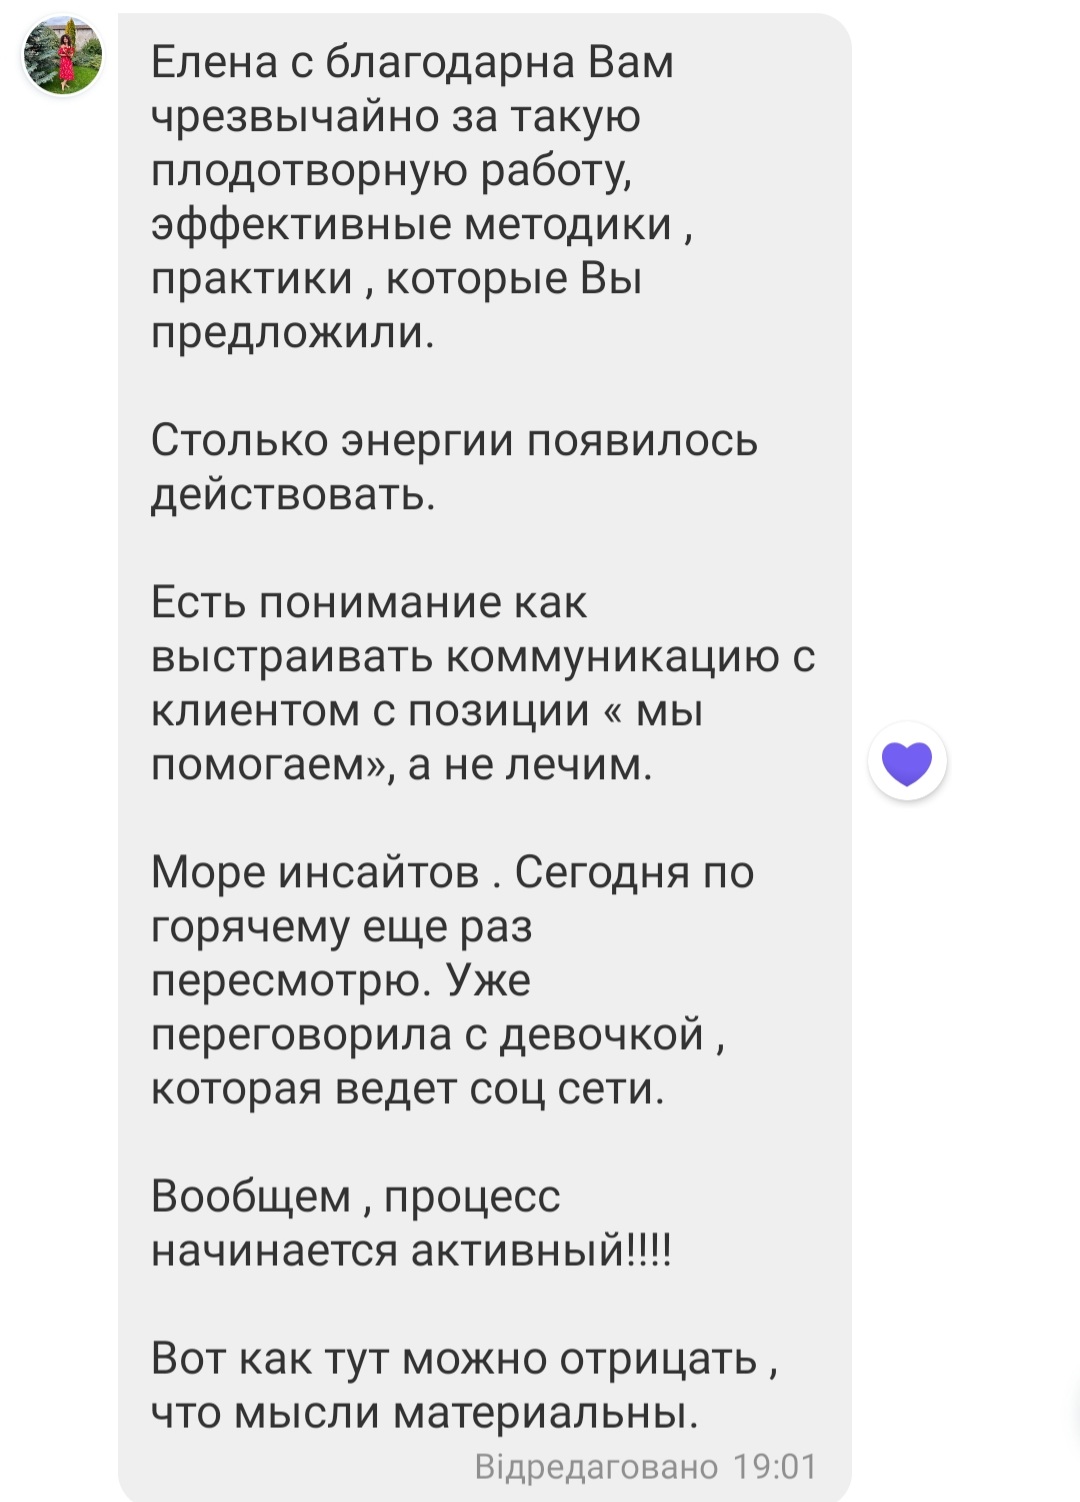 Елена с благодарна Вам
чрезвычайно за такую
плодотворную работу,
эффективные методики ,
практики , которые Вы
предложили.
Столько энергии появилось
действовать.
Есть понимание как
выстраивать коммуникацию с
клиентом с позиции « мы
помогаем», а не лечим.
Море инсайтов . Сегодня по
горячему еще раз
пересмотрю. Уже
переговорила с девочкой ,
которая ведет соц сети.
Вообщем , процесс
начинается активный!!!!
Вот как тут можно отрицать ,
что мысли материальны.
Відредаговано 19:01